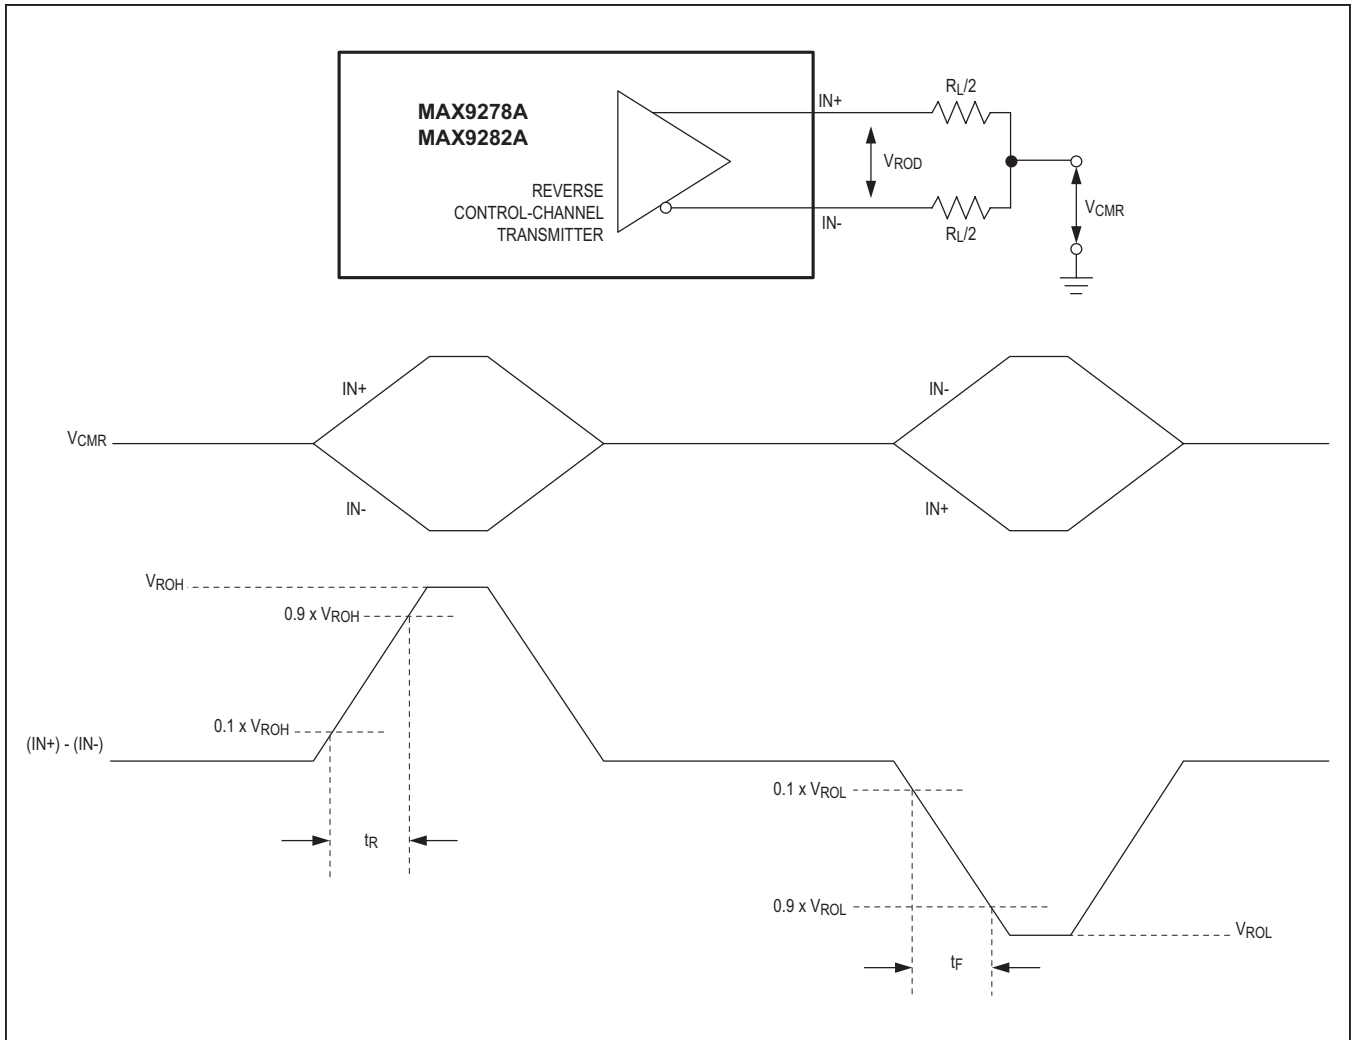 MAX9278A
MAX9282A
REVERSE
CONTROL-CHANNEL
TRANSMITTER
IN+
IN-
VROD
RL/2
RL/2
VCMR
VCMR
IN+
IN-
IN-
IN+
VROH
0.9 x VROH
0.1 x VROH
(IN+) - (IN-)
tR
0.1 x VROL
0.9 x VROL
VROL
tF